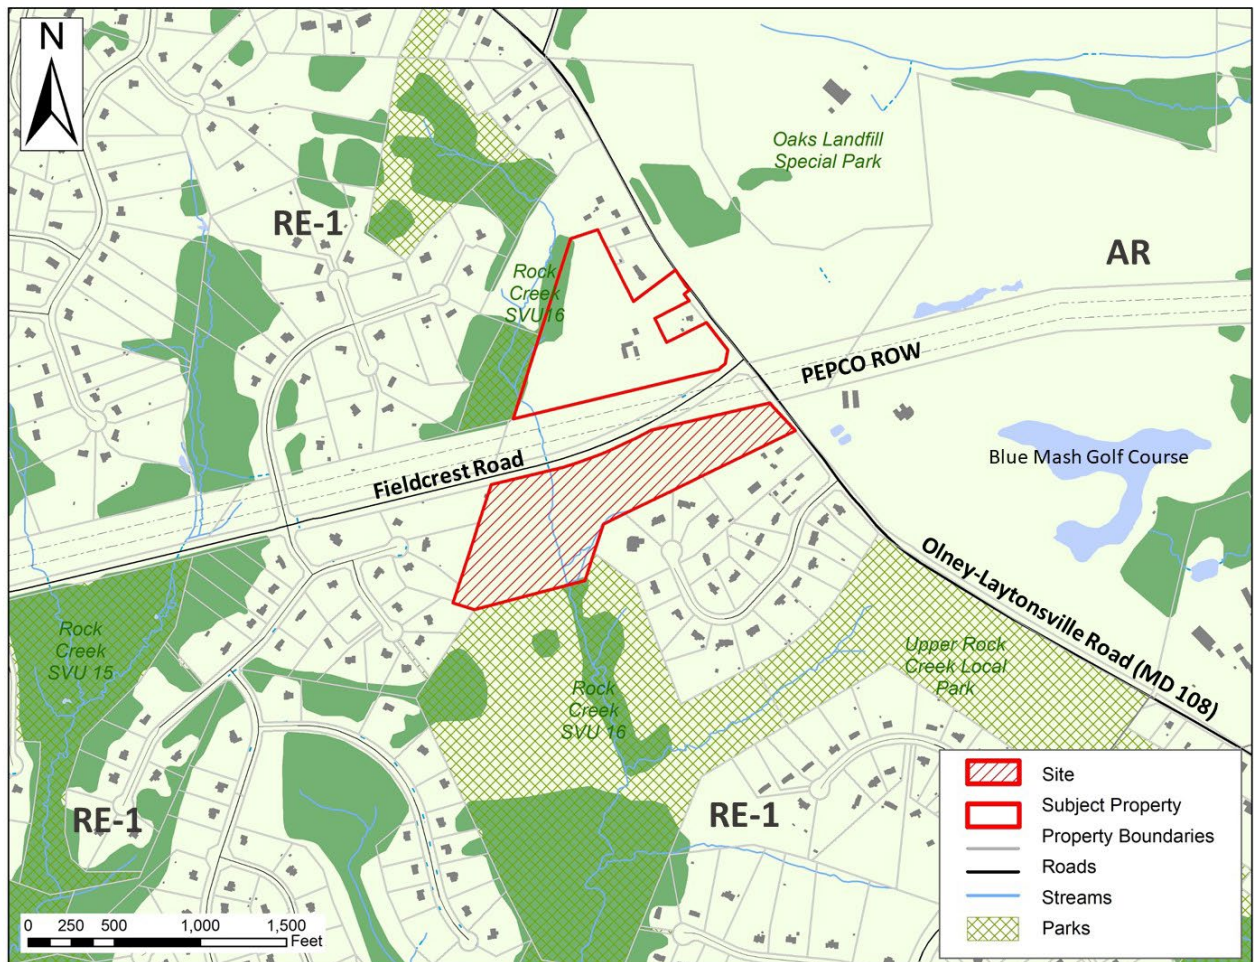 N
Oaks Landfill
Special Park
RE-1
AR
Rock
Creek
SVU 16
PEPCO ROW
Blue Mash Golf Course
Fieldcrest Road
Olney-Laytonsville Road (MD 108)
Rock
Creek
SVU 15
Upper Rock
Creek Local
Park
Rock
Creek
SVU 16
RE-1
RE-1
Site
Subject Property
Property Boundaries
Roads
Streams
Parks
0 250 500 1,000 1,500
Feet